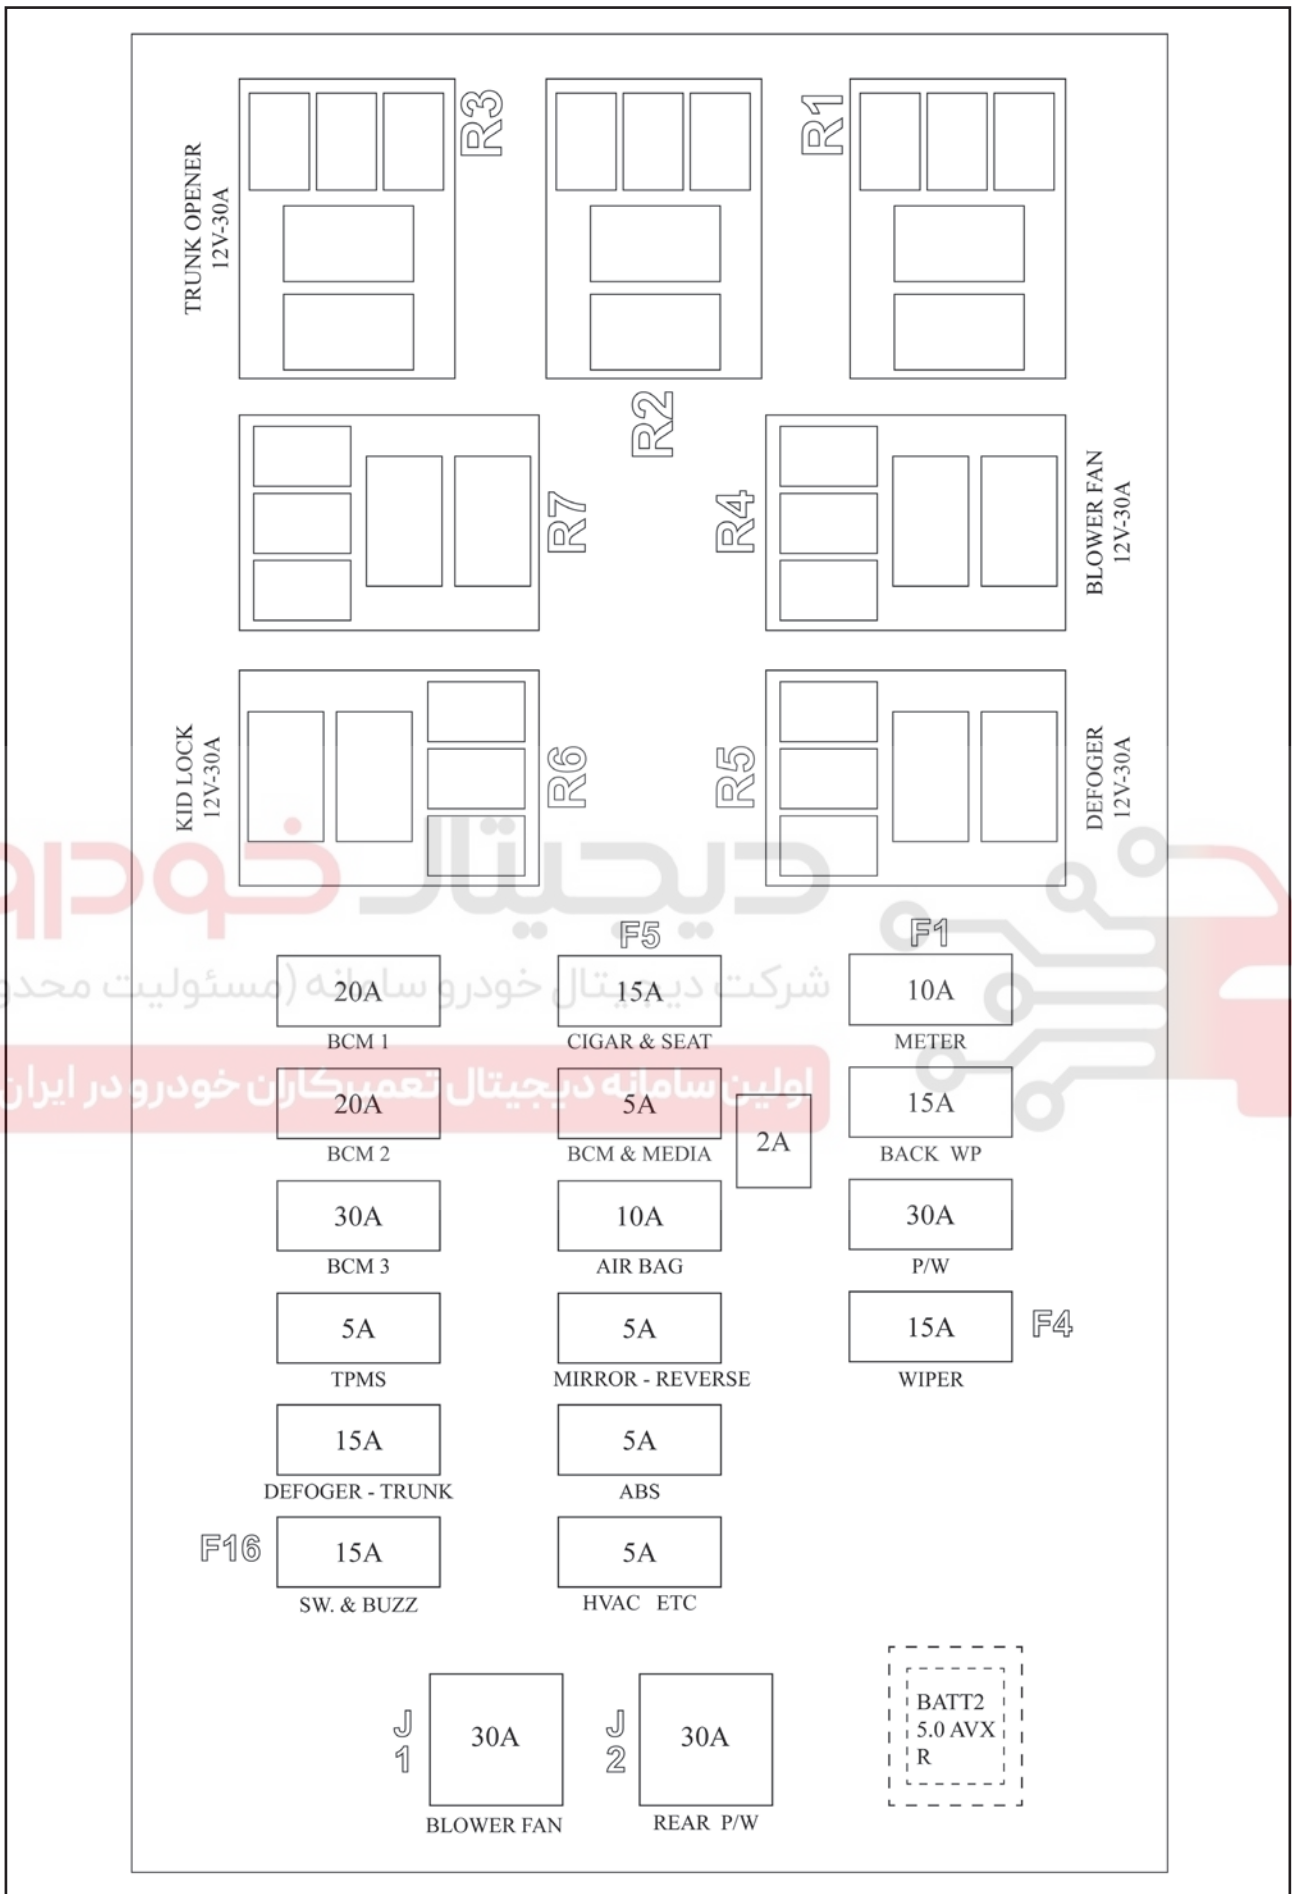 R3
R1
TRUNK OPENER
12V-30A
R2
R7
R4
BLOWER FAN
12V-30A
KID LOCK
12V-30A
R6
R5
DEFOGER
12V-30A
دیجیتال خودرو
شرکت دیجیتال خودرو سامانه (مسئولیت محدو
اولین سامانه دیجیتال تعمیرکاران خودرو در ایران
F5
F1
20A
15A
10A
BCM 1
CIGAR & SEAT
METER
20A
5A
2A
15A
BCM 2
BCM & MEDIA
BACK WP
30A
10A
30A
BCM 3
AIR BAG
P/W
5A
5A
15A
F4
TPMS
MIRROR - REVERSE
WIPER
15A
5A
DEFOGER - TRUNK
ABS
F16
15A
5A
SW. & BUZZ
HVAC ETC
J1
30A
J2
30A
BLOWER FAN
REAR P/W
BATT2
5.0 AVX
R